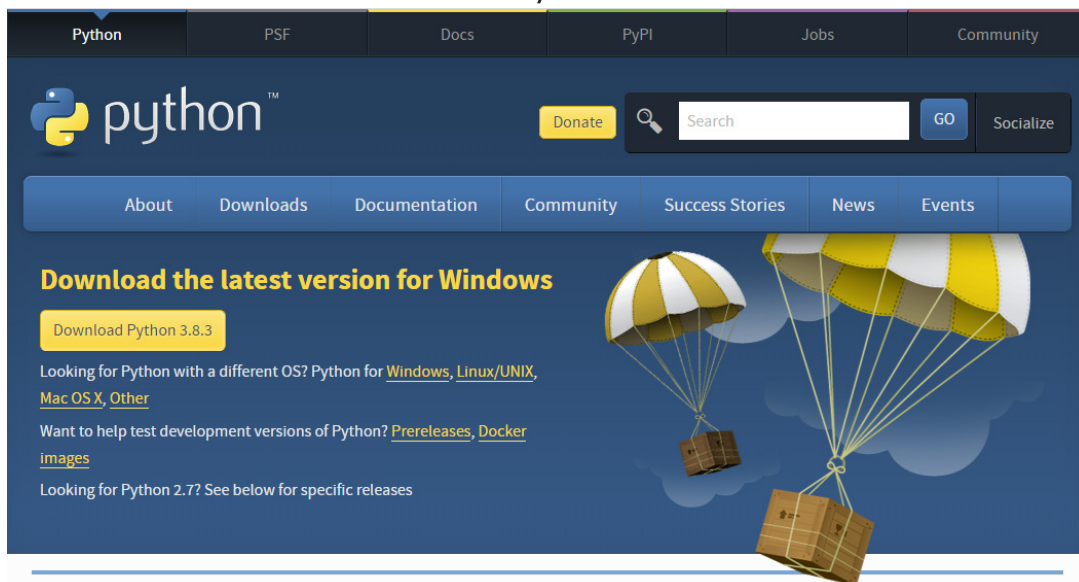 Python PSF Docs PyPI Jobs Community
python™
Donate Search GO Socialize
About Downloads Documentation Community Success Stories News Events
Download the latest version for Windows
Download Python 3.8.3
Looking for Python with a different OS? Python for Windows, Linux/UNIX,
Mac OS X, Other
Want to help test development versions of Python? Prereleases, Docker
images
Looking for Python 2.7? See below for specific releases